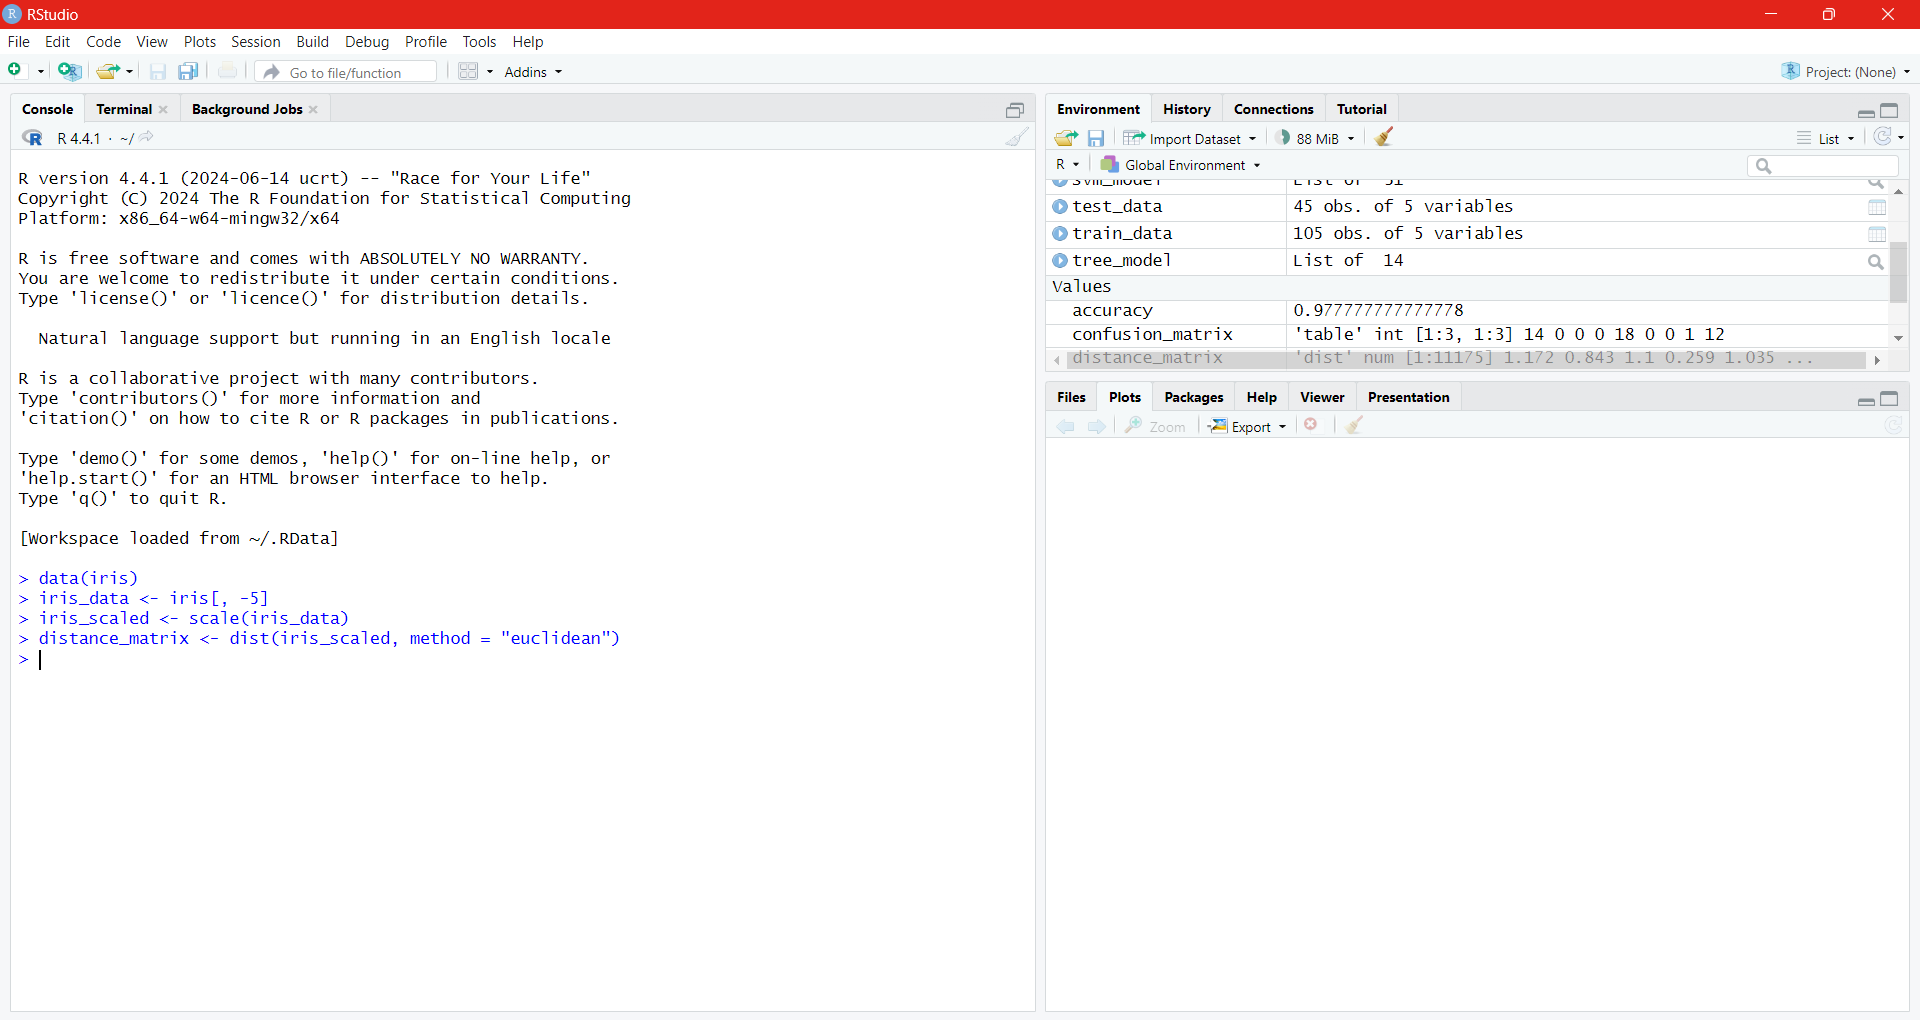 RStudio
File Edit Code View Plots Session Build Debug Profile Tools Help
Go to file/function Addins Project: (None)
Console Terminal Background Jobs
R 4.4.1 · ~/
R version 4.4.1 (2024-06-14 ucrt) -- "Race for Your Life"
Copyright (C) 2024 The R Foundation for Statistical Computing
Platform: x86_64-w64-mingw32/x64
R is free software and comes with ABSOLUTELY NO WARRANTY.
You are welcome to redistribute it under certain conditions.
Type 'license()' or 'licence()' for distribution details.
Natural language support but running in an English locale
R is a collaborative project with many contributors.
Type 'contributors()' for more information and
'citation()' on how to cite R or R packages in publications.
Type 'demo()' for some demos, 'help()' for on-line help, or
'help.start()' for an HTML browser interface to help.
Type 'q()' to quit R.
[Workspace loaded from ~/.RData]
> data(iris)
> iris_data <- iris[, -5]
> iris_scaled <- scale(iris_data)
> distance_matrix <- dist(iris_scaled, method = "euclidean")
>
Environment History Connections Tutorial
Import Dataset 88 MiB List
R Global Environment
svm_model List of 31
test_data 45 obs. of 5 variables
train_data 105 obs. of 5 variables
tree_model List of 14
Values
accuracy 0.977777777777778
confusion_matrix 'table' int [1:3, 1:3] 14 0 0 0 18 0 0 1 12
distance_matrix 'dist' num [1:11175] 1.172 0.843 1.1 0.259 1.035 ...
Files Plots Packages Help Viewer Presentation
Zoom Export